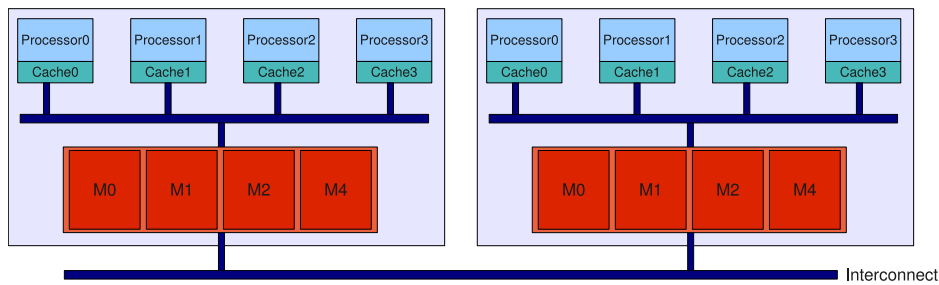 Processor0 Processor1 Processor2 Processor3 Processor0 Processor1 Processor2 Processor3
Cache0 Cache1 Cache2 Cache3 Cache0 Cache1 Cache2 Cache3
M0 M1 M2 M4 M0 M1 M2 M4
Interconnect